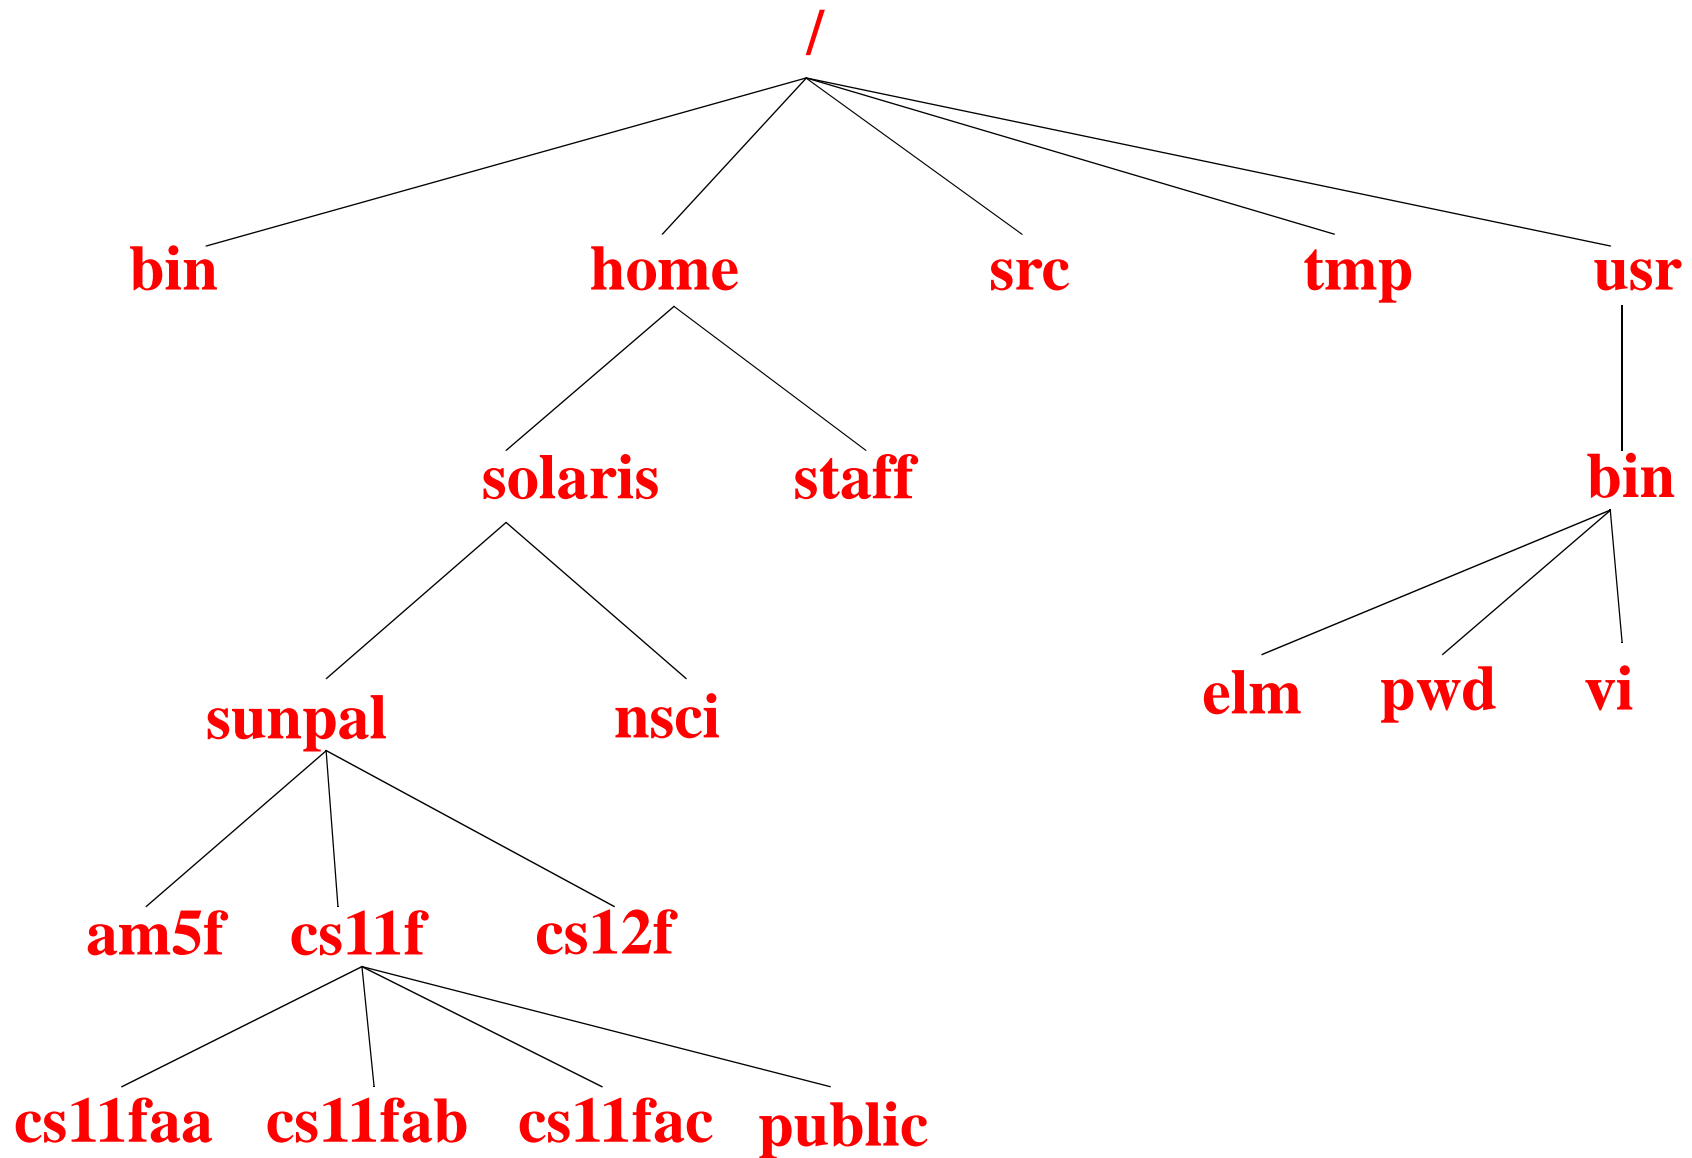 /
bin home src tmp usr
solaris staff bin
sunpal nsci elm pwd vi
am5f cs11f cs12f
cs11faa cs11fab cs11fac public